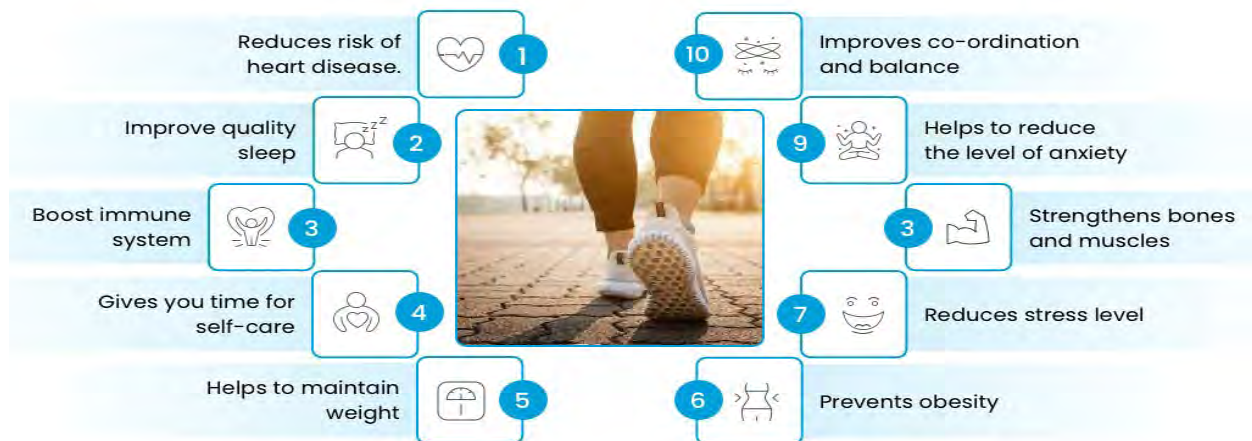 Reduces risk of
heart disease.
1
Improve quality
sleep
zzZ
2
Boost immune
system
3
Gives you time for
self-care
4
Helps to maintain
weight
5
10
Improves co-ordination
and balance
9
Helps to reduce
the level of anxiety
3
Strengthens bones
and muscles
7
Reduces stress level
6
Prevents obesity